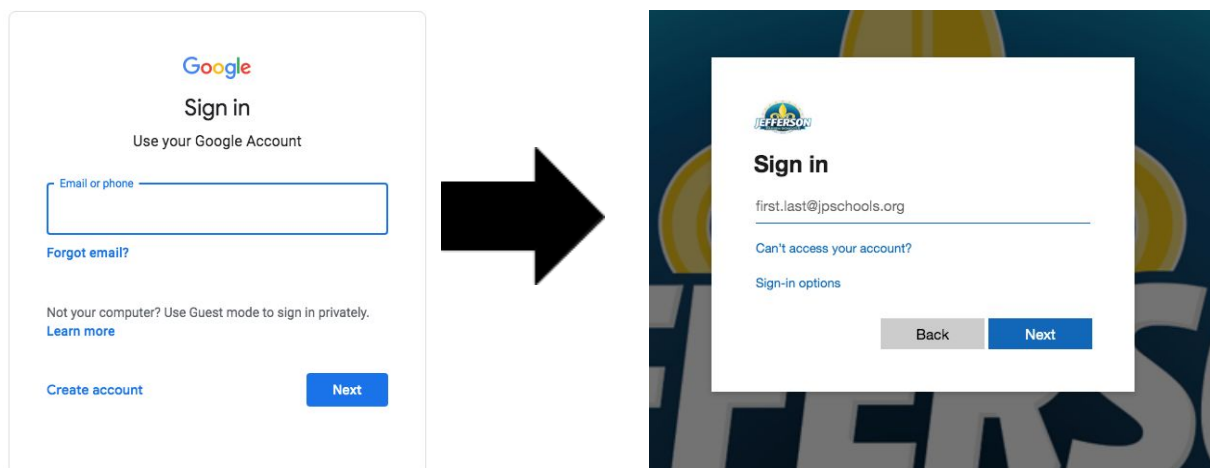 Google
Sign in
Use your Google Account
Email or phone
Forgot email?
Not your computer? Use Guest mode to sign in privately.
Learn more
Create account
Next
JEFFERSON
Sign in
first.last@jpschools.org
Can't access your account?
Sign-in options
Back
Next